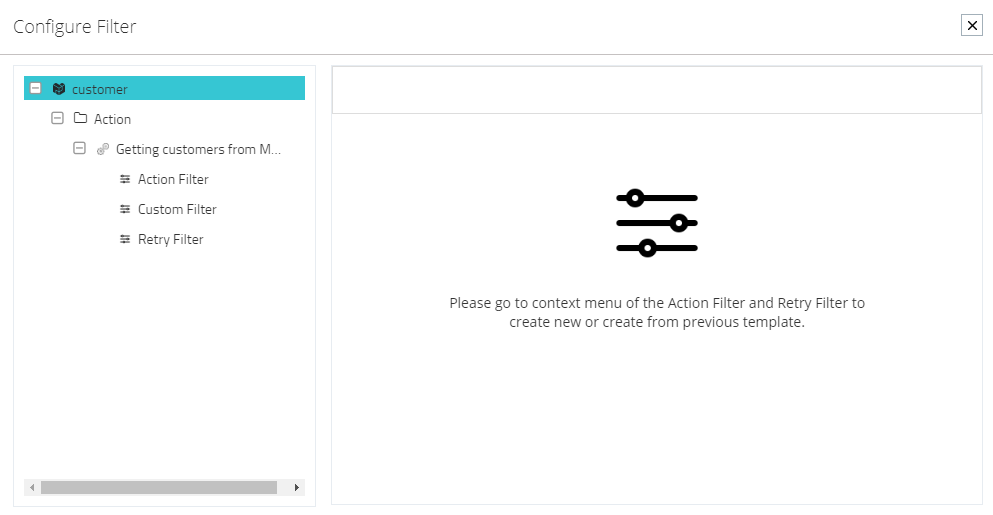 Configure Filter
customer
Action
Getting customers from M...
Action Filter
Custom Filter
Retry Filter
Please go to context menu of the Action Filter and Retry Filter to
create new or create from previous template.